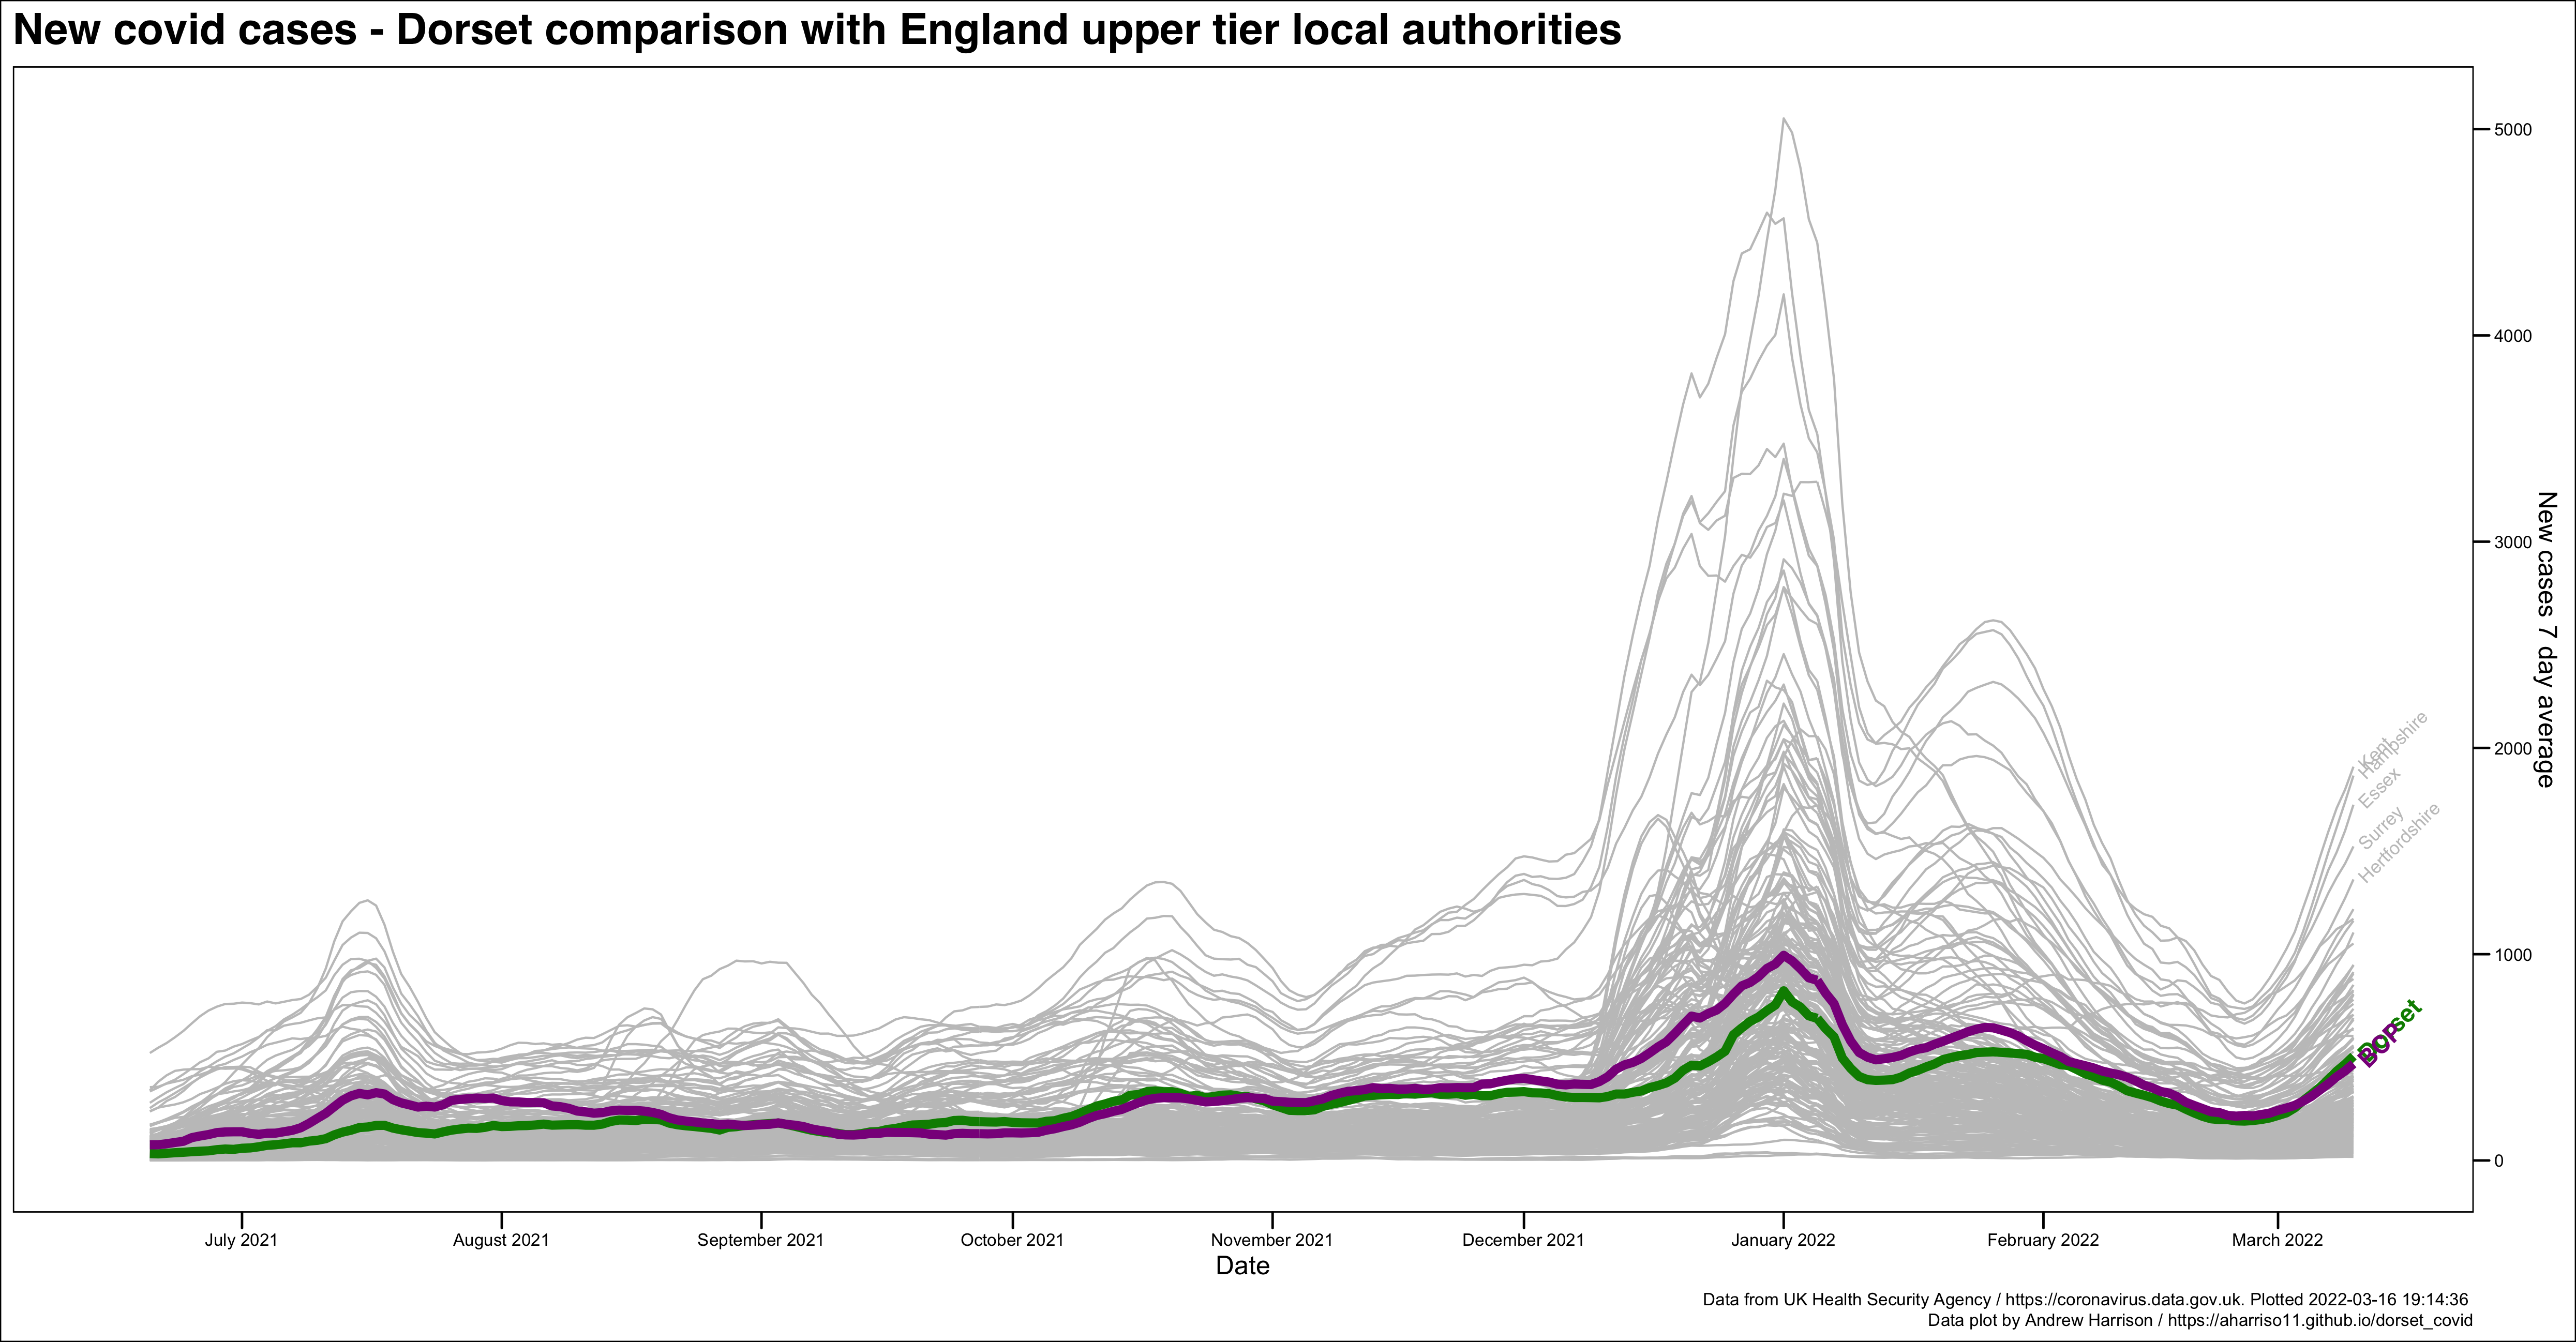 New covid cases - Dorset comparison with England upper tier local authorities
5000
4000
3000
2000
1000
0
New cases 7 day average
Kent
Hampshire
Essex
Surrey
Hertfordshire
Dorset
BCP
July 2021
August 2021
September 2021
October 2021
November 2021
December 2021
January 2022
February 2022
March 2022
Date
Data from UK Health Security Agency / https://coronavirus.data.gov.uk. Plotted 2022-03-16 19:14:36
Data plot by Andrew Harrison / https://aharriso11.github.io/dorset_covid